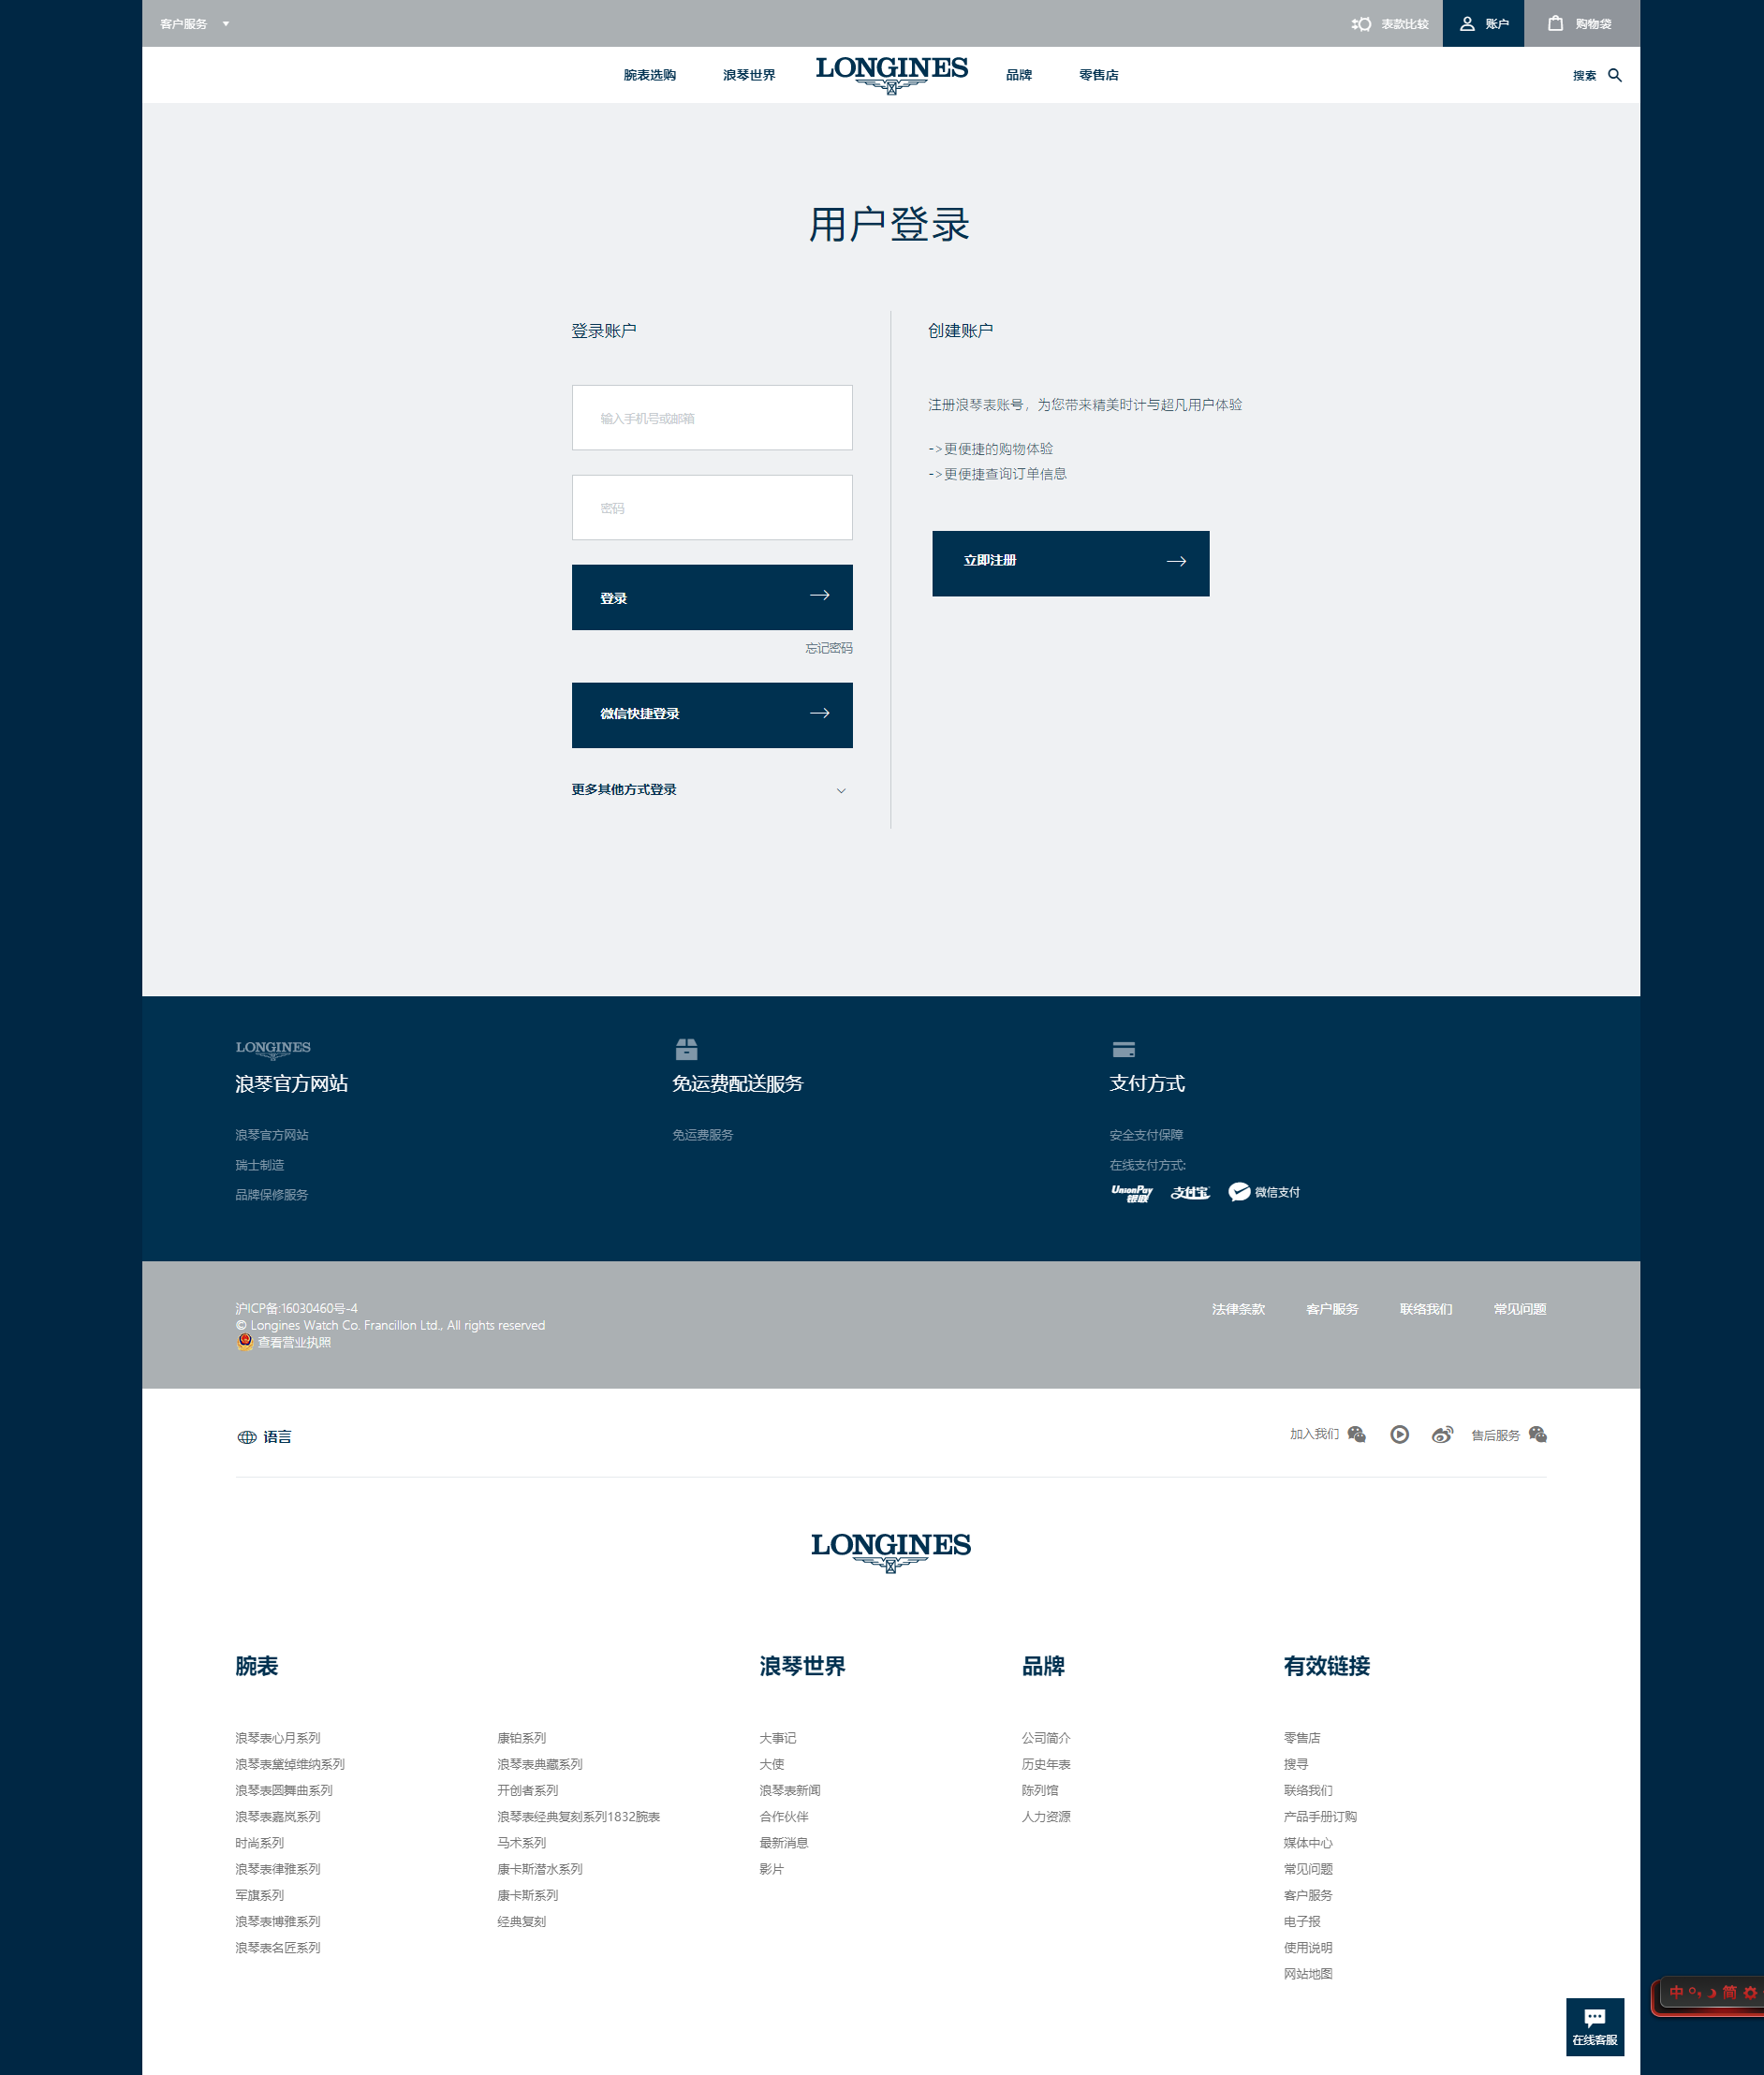 客户服务
表款比较
账户
购物袋
腕表选购
浪琴世界
LONGINES
品牌
零售店
搜索
用户登录
登录账户
输入手机号或邮箱
密码
登录
忘记密码
微信快捷登录
更多其他方式登录
创建账户
注册浪琴表账号，为您带来精美时计与超凡用户体验
->更便捷的购物体验
->更便捷查询订单信息
立即注册
LONGINES
浪琴官方网站
浪琴官方网站
瑞士制造
品牌保修服务
免运费配送服务
免运费服务
支付方式
安全支付保障
在线支付方式:
UnionPay
银联
支付宝
微信支付
沪ICP备:16030460号-4
© Longines Watch Co. Francillon Ltd., All rights reserved
查看营业执照
法律条款
客户服务
联络我们
常见问题
语言
加入我们
售后服务
LONGINES
腕表
浪琴表心月系列
浪琴表黛绰维纳系列
浪琴表圆舞曲系列
浪琴表嘉岚系列
时尚系列
浪琴表律雅系列
军旗系列
浪琴表博雅系列
浪琴表名匠系列
康铂系列
浪琴表典藏系列
开创者系列
浪琴表经典复刻系列1832腕表
马术系列
康卡斯潜水系列
康卡斯系列
经典复刻
浪琴世界
大事记
大使
浪琴表新闻
合作伙伴
最新消息
影片
品牌
公司简介
历史年表
陈列馆
人力资源
有效链接
零售店
搜寻
联络我们
产品手册订购
媒体中心
常见问题
客户服务
电子报
使用说明
网站地图
中 简
在线客服